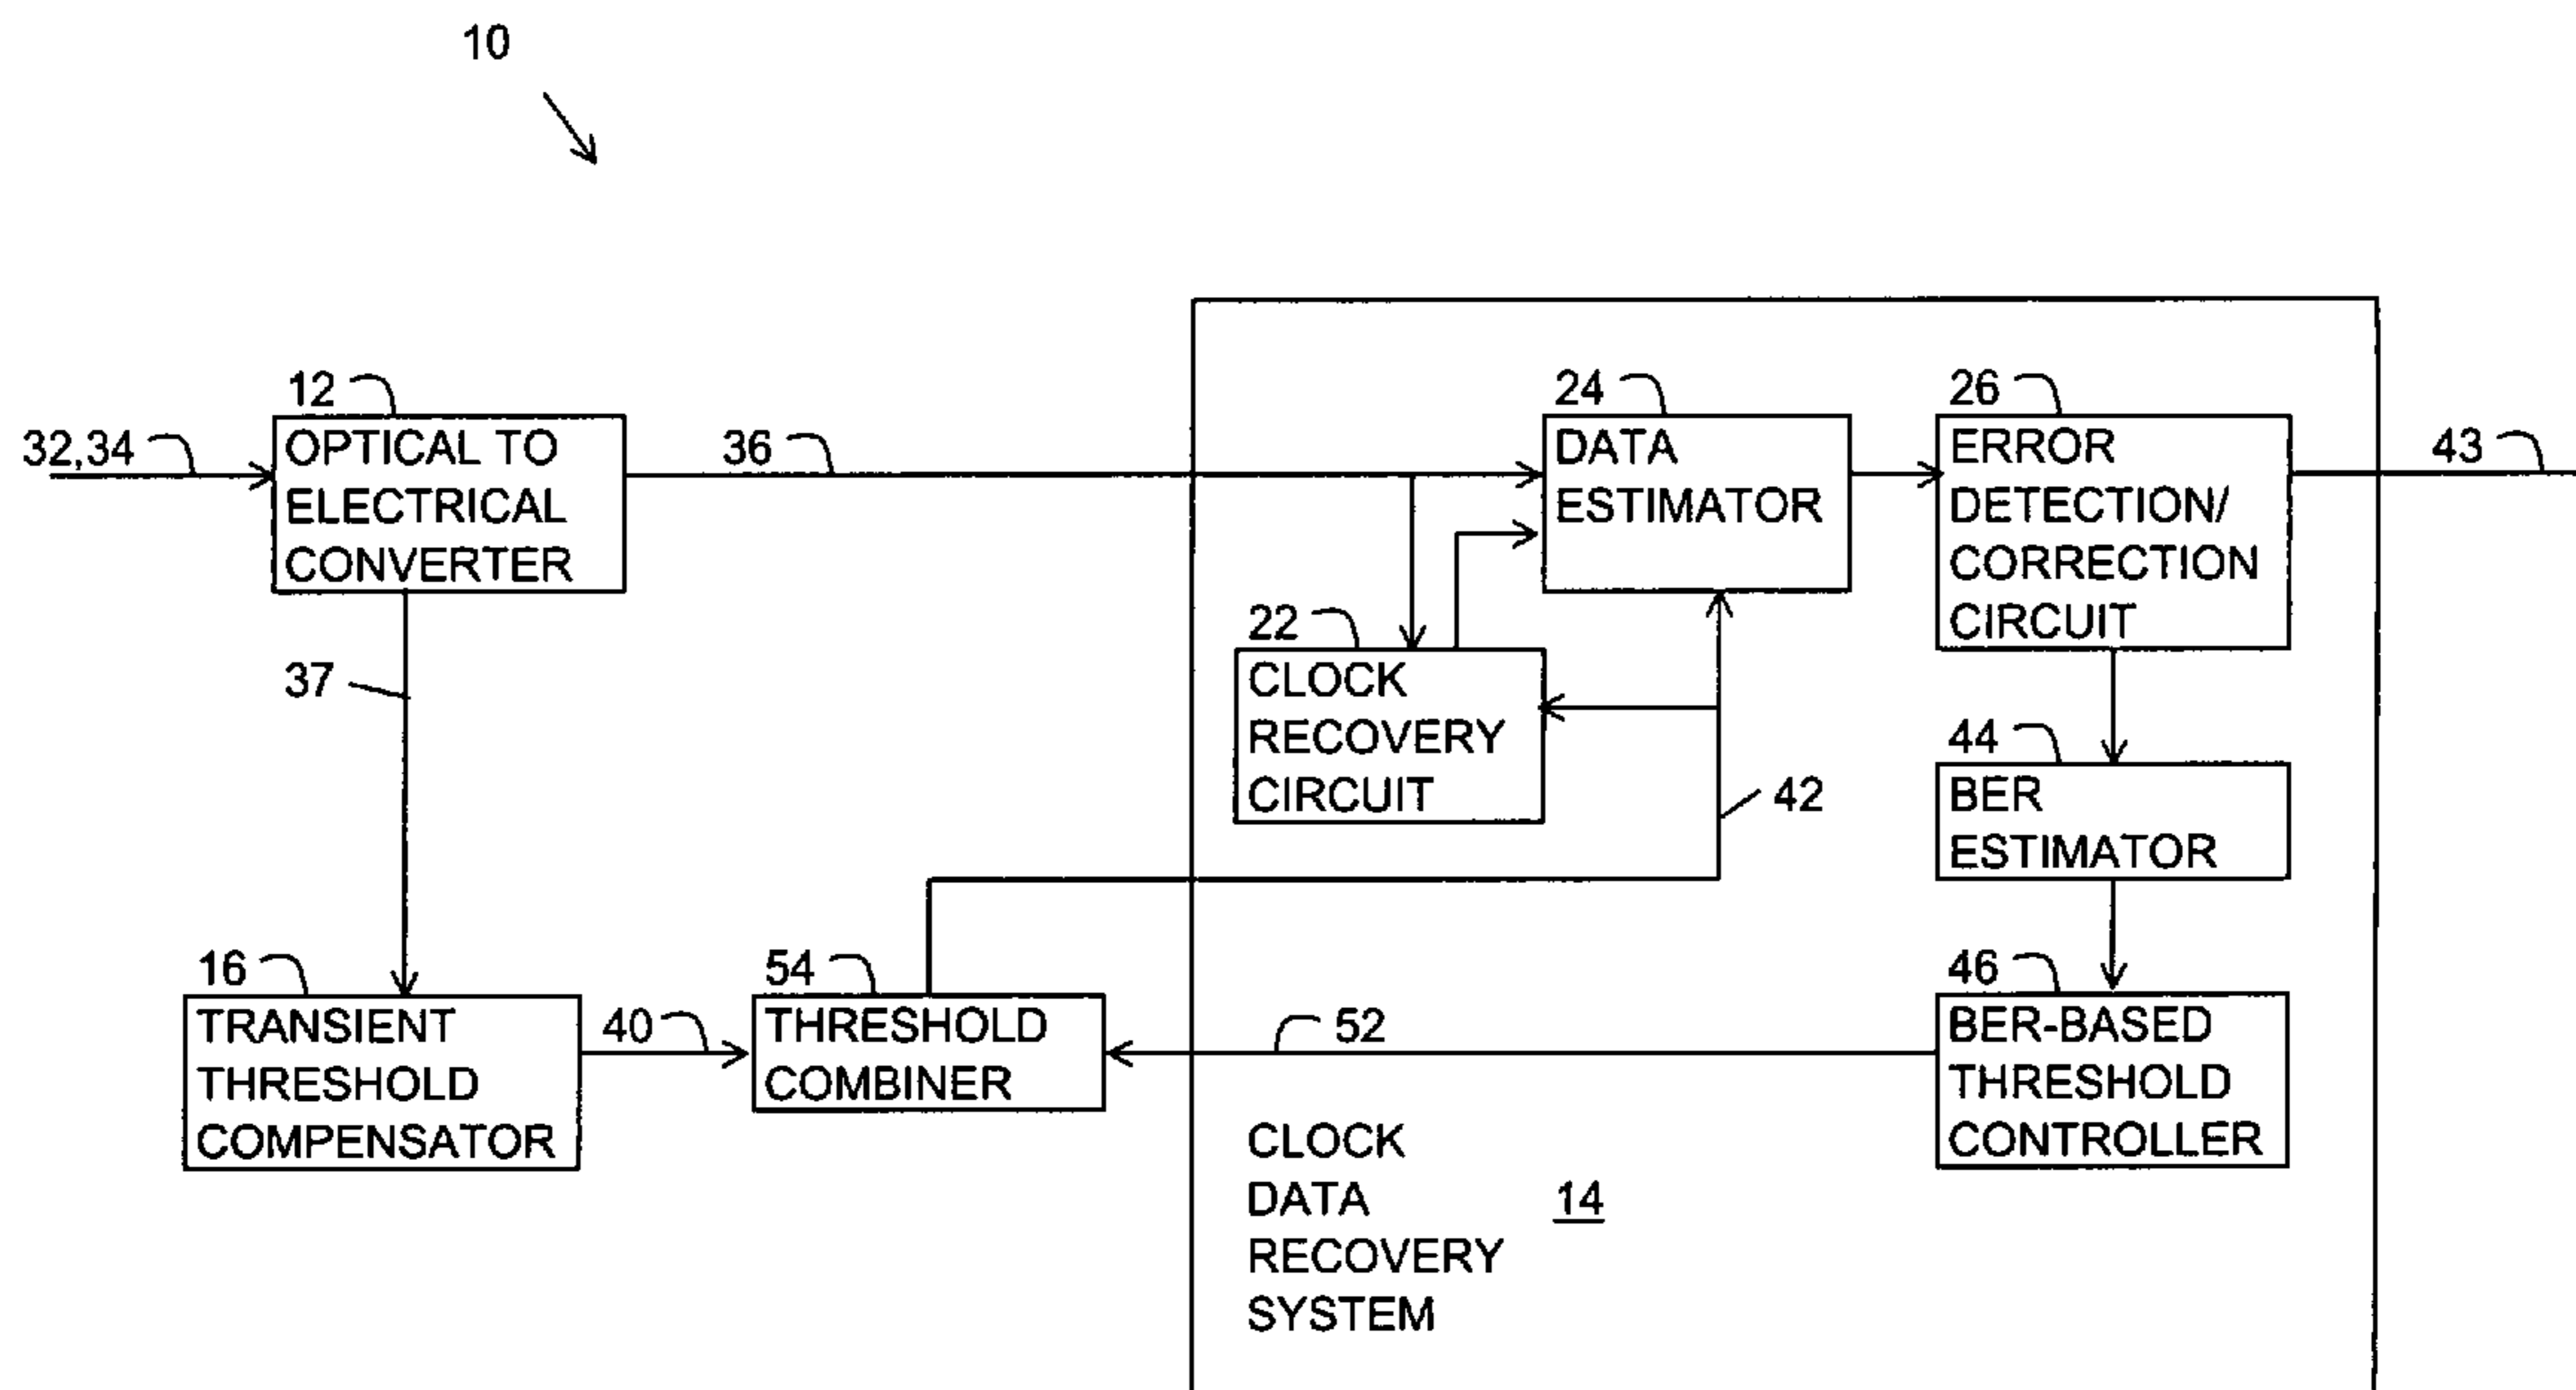 10
12
24
26
32,34
OPTICAL TO
ELECTRICAL
CONVERTER
36
DATA
ESTIMATOR
ERROR
DETECTION/
CORRECTION
CIRCUIT
43
22
37
CLOCK
RECOVERY
CIRCUIT
42
44
BER
ESTIMATOR
16
TRANSIENT
THRESHOLD
COMPENSATOR
40
54
THRESHOLD
COMBINER
52
46
BER-BASED
THRESHOLD
CONTROLLER
CLOCK
DATA
RECOVERY
SYSTEM
14